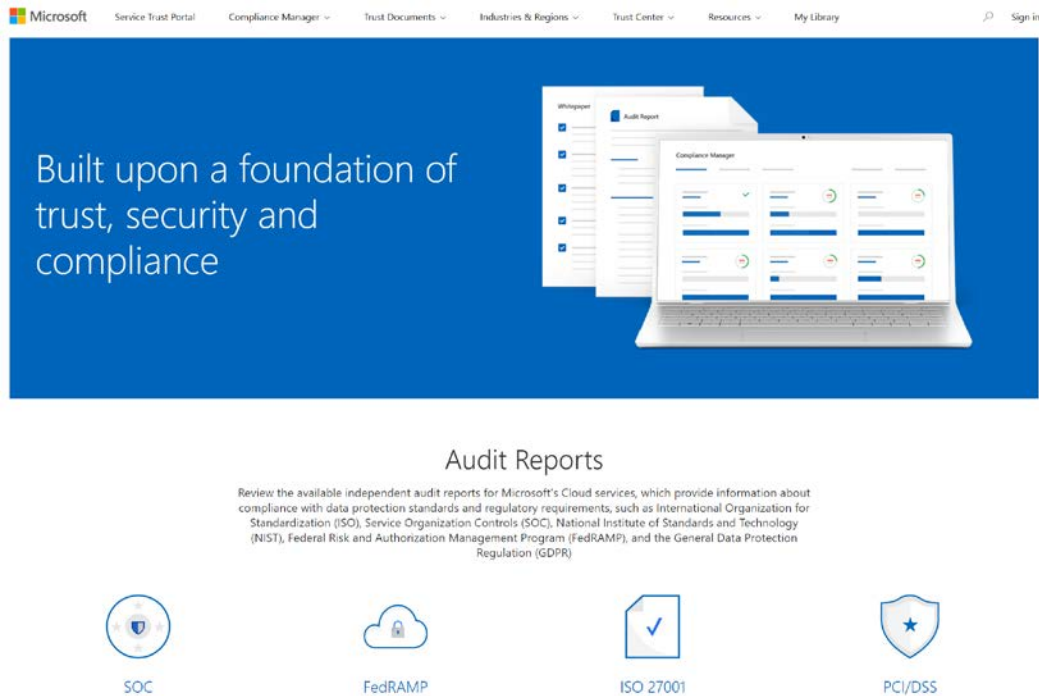 Microsoft Service Trust Portal Compliance Manager Trust Documents Industries & Regions Trust Center Resources My Library Sign in
Built upon a foundation of
trust, security and
compliance
Whitepaper
Audit Report
Compliance Manager
Audit Reports
Review the available independent audit reports for Microsoft's Cloud services, which provide information about
compliance with data protection standards and regulatory requirements, such as International Organization for
Standardization (ISO), Service Organization Controls (SOC), National Institute of Standards and Technology
(NIST), Federal Risk and Authorization Management Program (FedRAMP), and the General Data Protection
Regulation (GDPR)
SOC FedRAMP ISO 27001 PCI/DSS